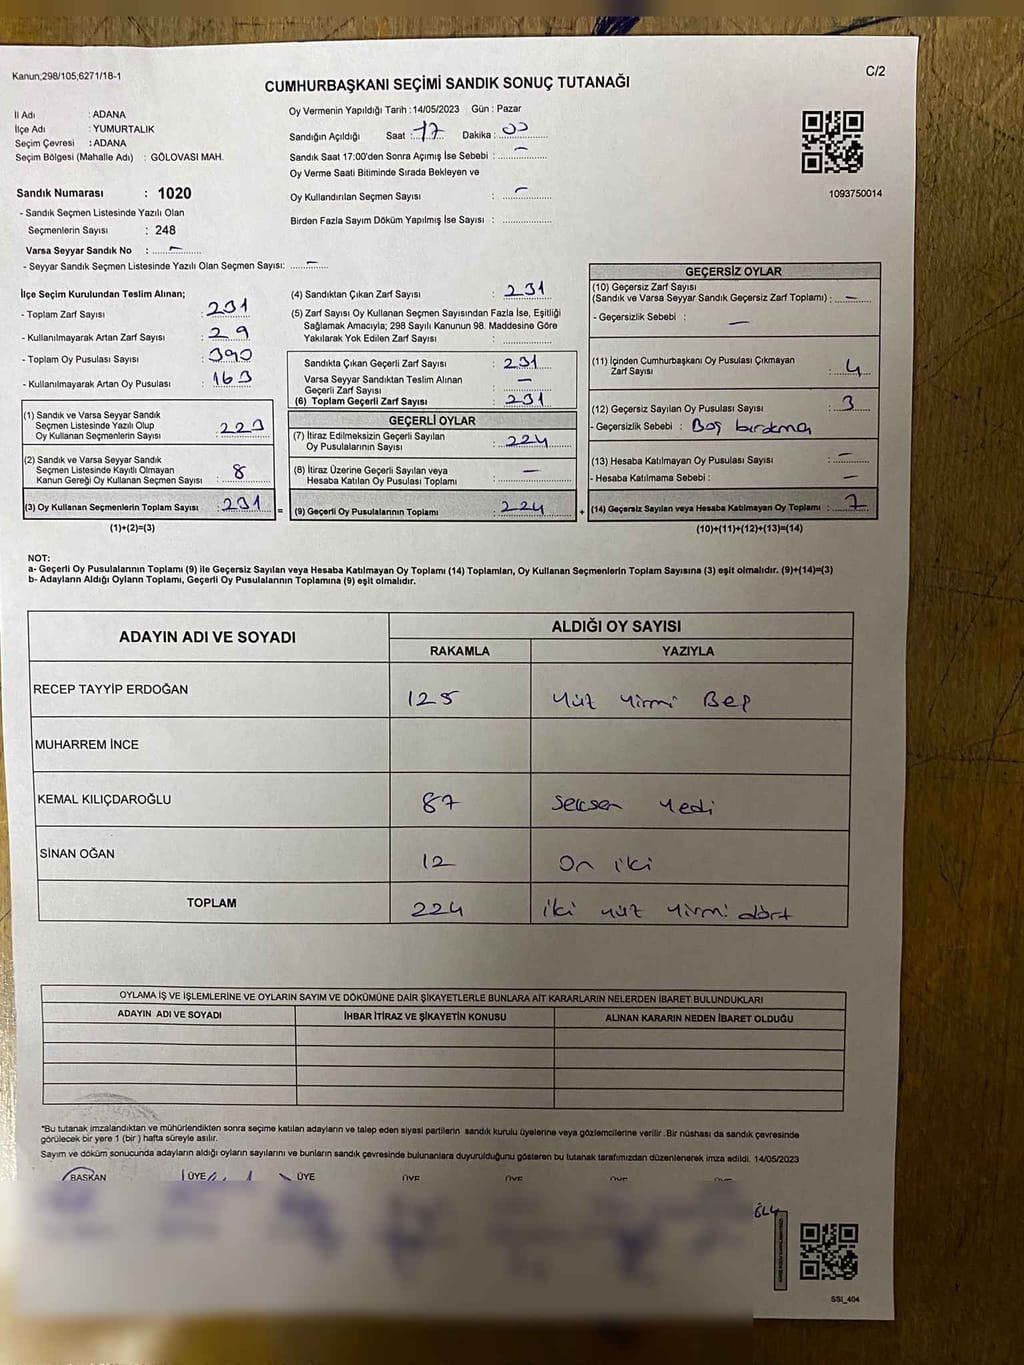 Kanun;298/105;6271/18-1
C/2
CUMHURBAŞKANI SEÇİMİ SANDIK SONUÇ TUTANAĞI
İl Adı : ADANA
İlçe Adı : YUMURTALIK
Seçim Çevresi : ADANA
Seçim Bölgesi (Mahalle Adı) : GÖLOVASI MAH.
Sandık Numarası : 1020
- Sandık Seçmen Listesinde Yazılı Olan
Seçmenlerin Sayısı : 248
Varsa Seyyar Sandık No : -
- Seyyar Sandık Seçmen Listesinde Yazılı Olan Seçmen Sayısı: -
Oy Vermenin Yapıldığı Tarih : 14/05/2023 Gün : Pazar
Sandığın Açıldığı Saat : 17 Dakika : 00
Sandık Saat 17:00'den Sonra Açımış İse Sebebi : -
Oy Verme Saati Bitiminde Sırada Bekleyen ve
Oy Kullandırılan Seçmen Sayısı : -
Birden Fazla Sayım Döküm Yapılmış İse Sayısı :
1093750014
İlçe Seçim Kurulundan Teslim Alınan;
- Toplam Zarf Sayısı : 231
- Kullanılmayarak Artan Zarf Sayısı : 29
- Toplam Oy Pusulası Sayısı : 390
- Kullanılmayarak Artan Oy Pusulası : 163
(1) Sandık ve Varsa Seyyar Sandık
Seçmen Listesinde Yazılı Olup
Oy Kullanan Seçmenlerin Sayısı : 223
(2) Sandık ve Varsa Seyyar Sandık
Seçmen Listesinde Kayıtlı Olmayan
Kanun Gereği Oy Kullanan Seçmen Sayısı : 8
(3) Oy Kullanan Seçmenlerin Toplam Sayısı : 231 =
(1)+(2)=(3)
(4) Sandıktan Çıkan Zarf Sayısı : 231
(5) Zarf Sayısı Oy Kullanan Seçmen Sayısından Fazla İse, Eşitliği
Sağlamak Amacıyla; 298 Sayılı Kanunun 98. Maddesine Göre
Yakılarak Yok Edilen Zarf Sayısı :
Sandıkta Çıkan Geçerli Zarf Sayısı : 231
Varsa Seyyar Sandıktan Teslim Alınan
Geçerli Zarf Sayısı : -
(6) Toplam Geçerli Zarf Sayısı : 231
GEÇERLİ OYLAR
(7) İtiraz Edilmeksizin Geçerli Sayılan
Oy Pusulalarının Sayısı : 224
(8) İtiraz Üzerine Geçerli Sayılan veya
Hesaba Katılan Oy Pusulası Toplamı : -
(9) Geçerli Oy Pusulalarının Toplamı : 224 +
GEÇERSİZ OYLAR
(10) Geçersiz Zarf Sayısı
(Sandık ve Varsa Seyyar Sandık Geçersiz Zarf Toplamı) : -
- Geçersizlik Sebebi : -
(11) İçinden Cumhurbaşkanı Oy Pusulası Çıkmayan
Zarf Sayısı : 4
(12) Geçersiz Sayılan Oy Pusulası Sayısı : 3
- Geçersizlik Sebebi : Boş bırakma
(13) Hesaba Katılmayan Oy Pusulası Sayısı : -
- Hesaba Katılmama Sebebi : -
(14) Geçersiz Sayılan veya Hesaba Katılmayan Oy Toplamı : 7
(10)+(11)+(12)+(13)=(14)
NOT:
a- Geçerli Oy Pusulalarının Toplamı (9) ile Geçersiz Sayılan veya Hesaba Katılmayan Oy Toplamı (14) Toplamları, Oy Kullanan Seçmenlerin Toplam Sayısına (3) eşit olmalıdır. (9)+(14)=(3)
b- Adayların Aldığı Oyların Toplamı, Geçerli Oy Pusulalarının Toplamına (9) eşit olmalıdır.
ADAYIN ADI VE SOYADI
ALDIĞI OY SAYISI
RAKAMLA YAZIYLA
RECEP TAYYİP ERDOĞAN 125 Yüz Yirmi Beş
MUHARREM İNCE
KEMAL KILIÇDAROĞLU 87 Seksen Yedi
SİNAN OĞAN 12 On iki
TOPLAM 224 iki yüz yirmi dört
OYLAMA İŞ VE İŞLEMLERİNE VE OYLARIN SAYIM VE DÖKÜMÜNE DAİR ŞİKAYETLERLE BUNLARA AİT KARARLARIN NELERDEN İBARET BULUNDUKLARI
ADAYIN ADI VE SOYADI İHBAR İTİRAZ VE ŞİKAYETİN KONUSU ALINAN KARARIN NEDEN İBARET OLDUĞU
*Bu tutanak imzalandıktan ve mühürlendikten sonra seçime katılan adayların ve talep eden siyasi partilerin sandık kurulu üyelerine veya gözlemcilerine verilir .Bir nüshası da sandık çevresinde
görülecek bir yere 1 (bir ) hafta süreyle asılır.
Sayım ve döküm sonucunda adayların aldığı oyların sayılarını ve bunların sandık çevresinde bulunanlara duyurulduğunu gösteren bu tutanak tarafımızdan düzenlenerek imza edildi. 14/05/2023
BAŞKAN ÜYE ÜYE ÜYE ÜYE
SSI_404